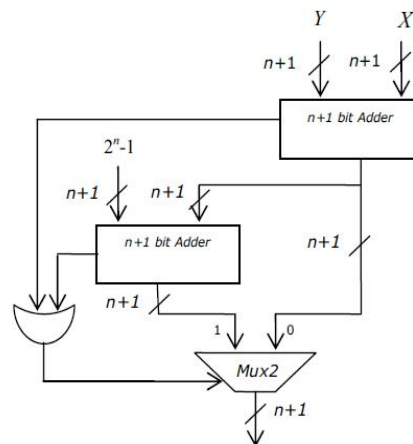 Y X
n+1 n+1
n+1 bit Adder
2ⁿ-1
n+1 n+1
n+1 bit Adder
n+1
n+1
1 0
Mux2
n+1